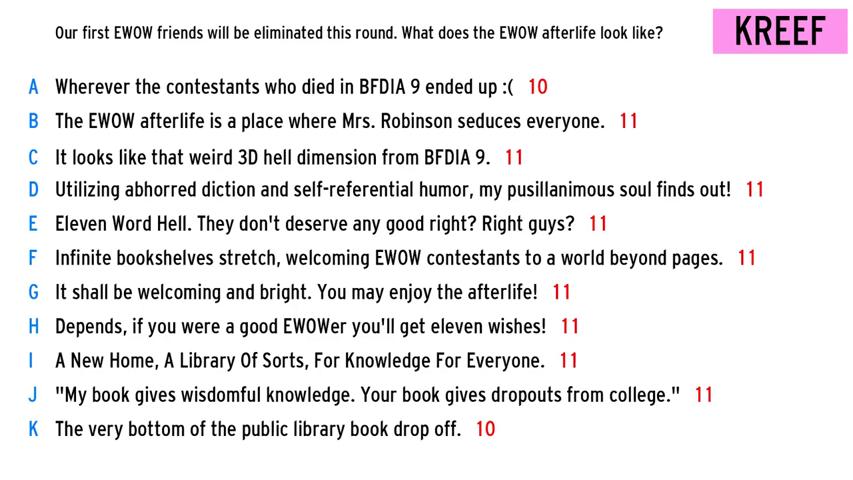 Our first EWOW friends will be eliminated this round. What does the EWOW afterlife look like?
KREEF
A Wherever the contestants who died in BFDIA 9 ended up :( 10
B The EWOW afterlife is a place where Mrs. Robinson seduces everyone. 11
C It looks like that weird 3D hell dimension from BFDIA 9. 11
D Utilizing abhorred diction and self-referential humor, my pusillanimous soul finds out! 11
E Eleven Word Hell. They don't deserve any good right? Right guys? 11
F Infinite bookshelves stretch, welcoming EWOW contestants to a world beyond pages. 11
G It shall be welcoming and bright. You may enjoy the afterlife! 11
H Depends, if you were a good EWOWer you'll get eleven wishes! 11
I A New Home, A Library Of Sorts, For Knowledge For Everyone. 11
J "My book gives wisdomful knowledge. Your book gives dropouts from college." 11
K The very bottom of the public library book drop off. 10